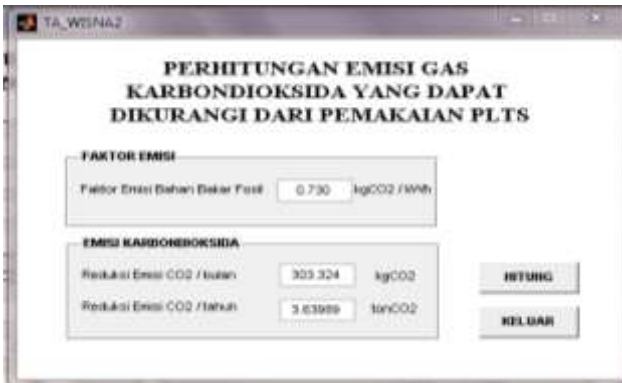 TA_WISNA2
PERHITUNGAN EMISI GAS
KARBONDIOKSIDA YANG DAPAT
DIKURANGI DARI PEMAKAIAN PLTS
FAKTOR EMISI
Faktor Emisi Bahan Bakar Fosil 0.730 kgCO2 / kWh
EMISI KARBONDIOKSIDA
Reduksi Emisi CO2 / bulan 303.324 kgCO2
Reduksi Emisi CO2 / tahun 3.63989 tonCO2
HITUNG
KELUAR